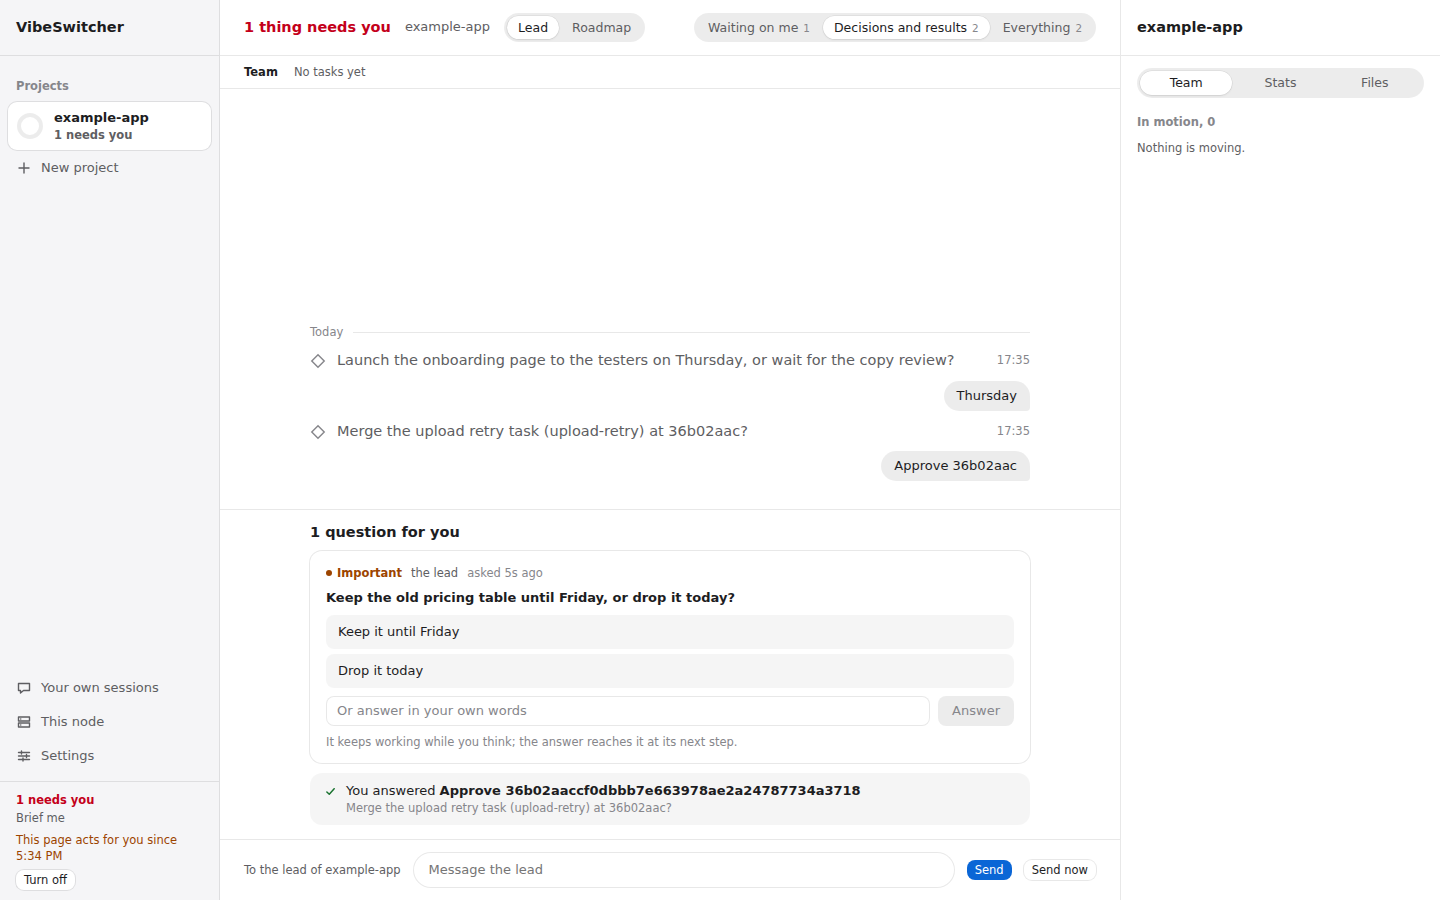 VibeSwitcher
Projects
example-app
1 needs you
New project
Your own sessions
This node
Settings
1 needs you
Brief me
This page acts for you since
5:34 PM
Turn off
1 thing needs you example-app Lead Roadmap Waiting on me 1 Decisions and results 2 Everything 2
Team No tasks yet
Today
Launch the onboarding page to the testers on Thursday, or wait for the copy review? 17:35
Thursday
Merge the upload retry task (upload-retry) at 36b02aac? 17:35
Approve 36b02aac
1 question for you
Important the lead asked 5s ago
Keep the old pricing table until Friday, or drop it today?
Keep it until Friday
Drop it today
Or answer in your own words Answer
It keeps working while you think; the answer reaches it at its next step.
You answered Approve 36b02aaccf0dbbb7e663978ae2a24787734a3718
Merge the upload retry task (upload-retry) at 36b02aac?
To the lead of example-app Message the lead Send Send now
example-app
Team Stats Files
In motion, 0
Nothing is moving.